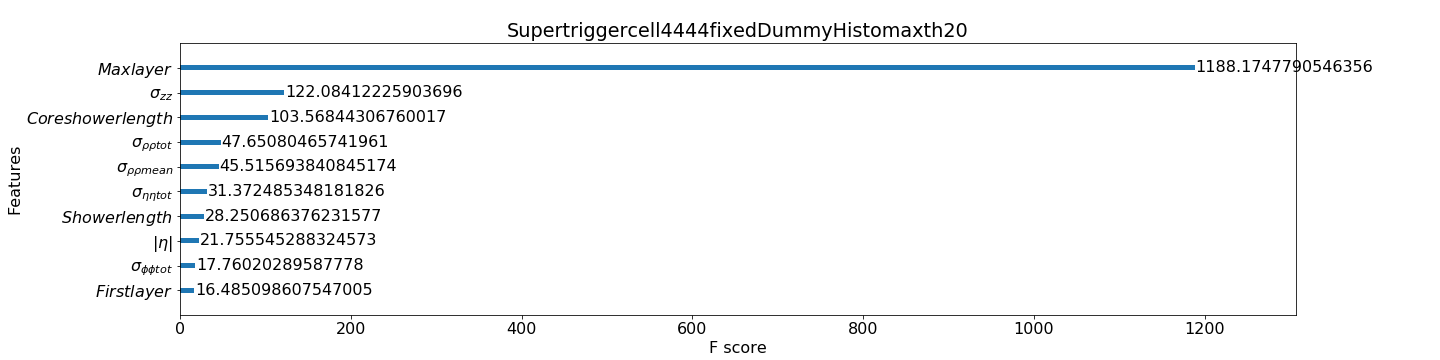 Supertriggercell4444fixedDummyHistomaxth20
Features
Maxlayer 1188.1747790546356
σzz 122.08412225903696
Coreshowerlength 103.56844306760017
σρρtot 47.65080465741961
σρρmean 45.515693840845174
σηηtot 31.372485348181826
Showerlength 28.250686376231577
|η| 21.755545288324573
σϕϕtot 17.76020289587778
Firstlayer 16.485098607547005
0 200 400 600 800 1000 1200
F score